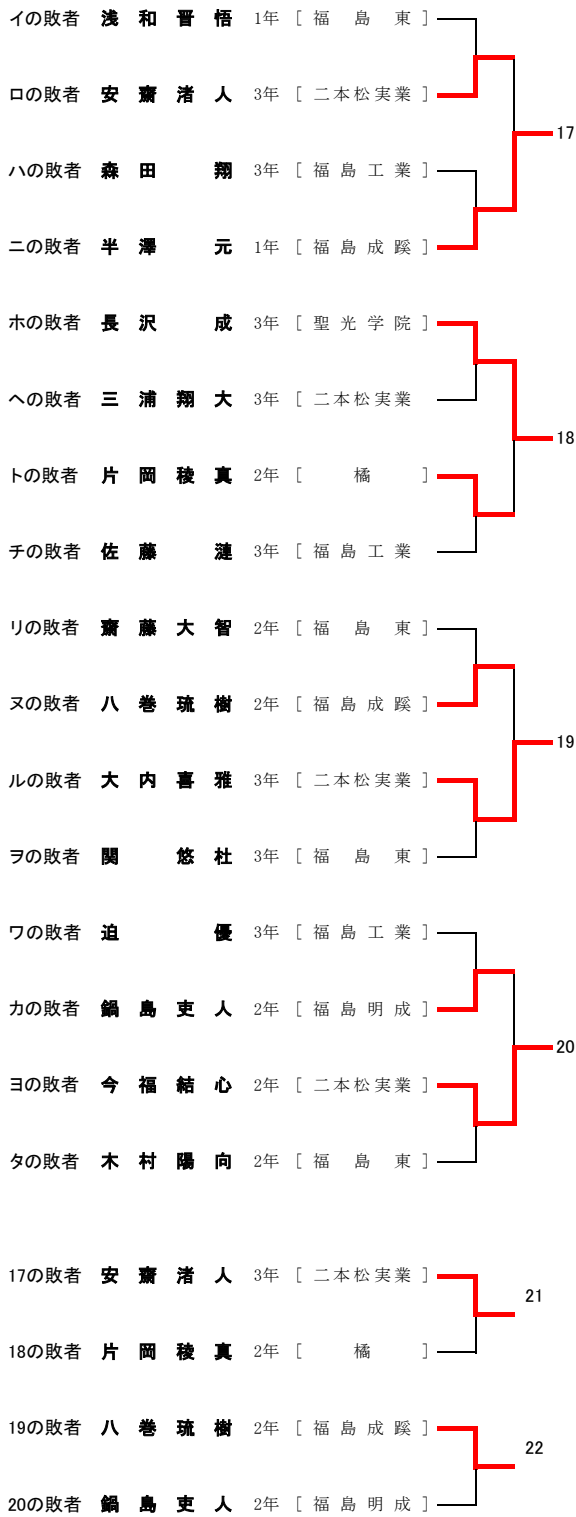 イの敗者 浅和晋悟 1年 [福島東]
ロの敗者 安齋渚人 3年 [二本松実業]
17
ハの敗者 森田翔 3年 [福島工業]
ニの敗者 半澤元 1年 [福島成蹊]
ホの敗者 長沢成 3年 [聖光学院]
ヘの敗者 三浦翔大 3年 [二本松実業
18
トの敗者 片岡稜真 2年 [橘]
チの敗者 佐藤漣 3年 [福島工業
リの敗者 齋藤大智 2年 [福島東]
ヌの敗者 八巻琉樹 2年 [福島成蹊]
19
ルの敗者 大内喜雅 3年 [二本松実業]
ヲの敗者 関悠杜 3年 [福島東]
ワの敗者 迫優 3年 [福島工業]
カの敗者 鍋島吏人 2年 [福島明成]
20
ヨの敗者 今福結心 2年 [二本松実業]
タの敗者 木村陽向 2年 [福島東]
17の敗者 安齋渚人 3年 [二本松実業]
21
18の敗者 片岡稜真 2年 [橘]
19の敗者 八巻琉樹 2年 [福島成蹊]
22
20の敗者 鍋島吏人 2年 [福島明成]